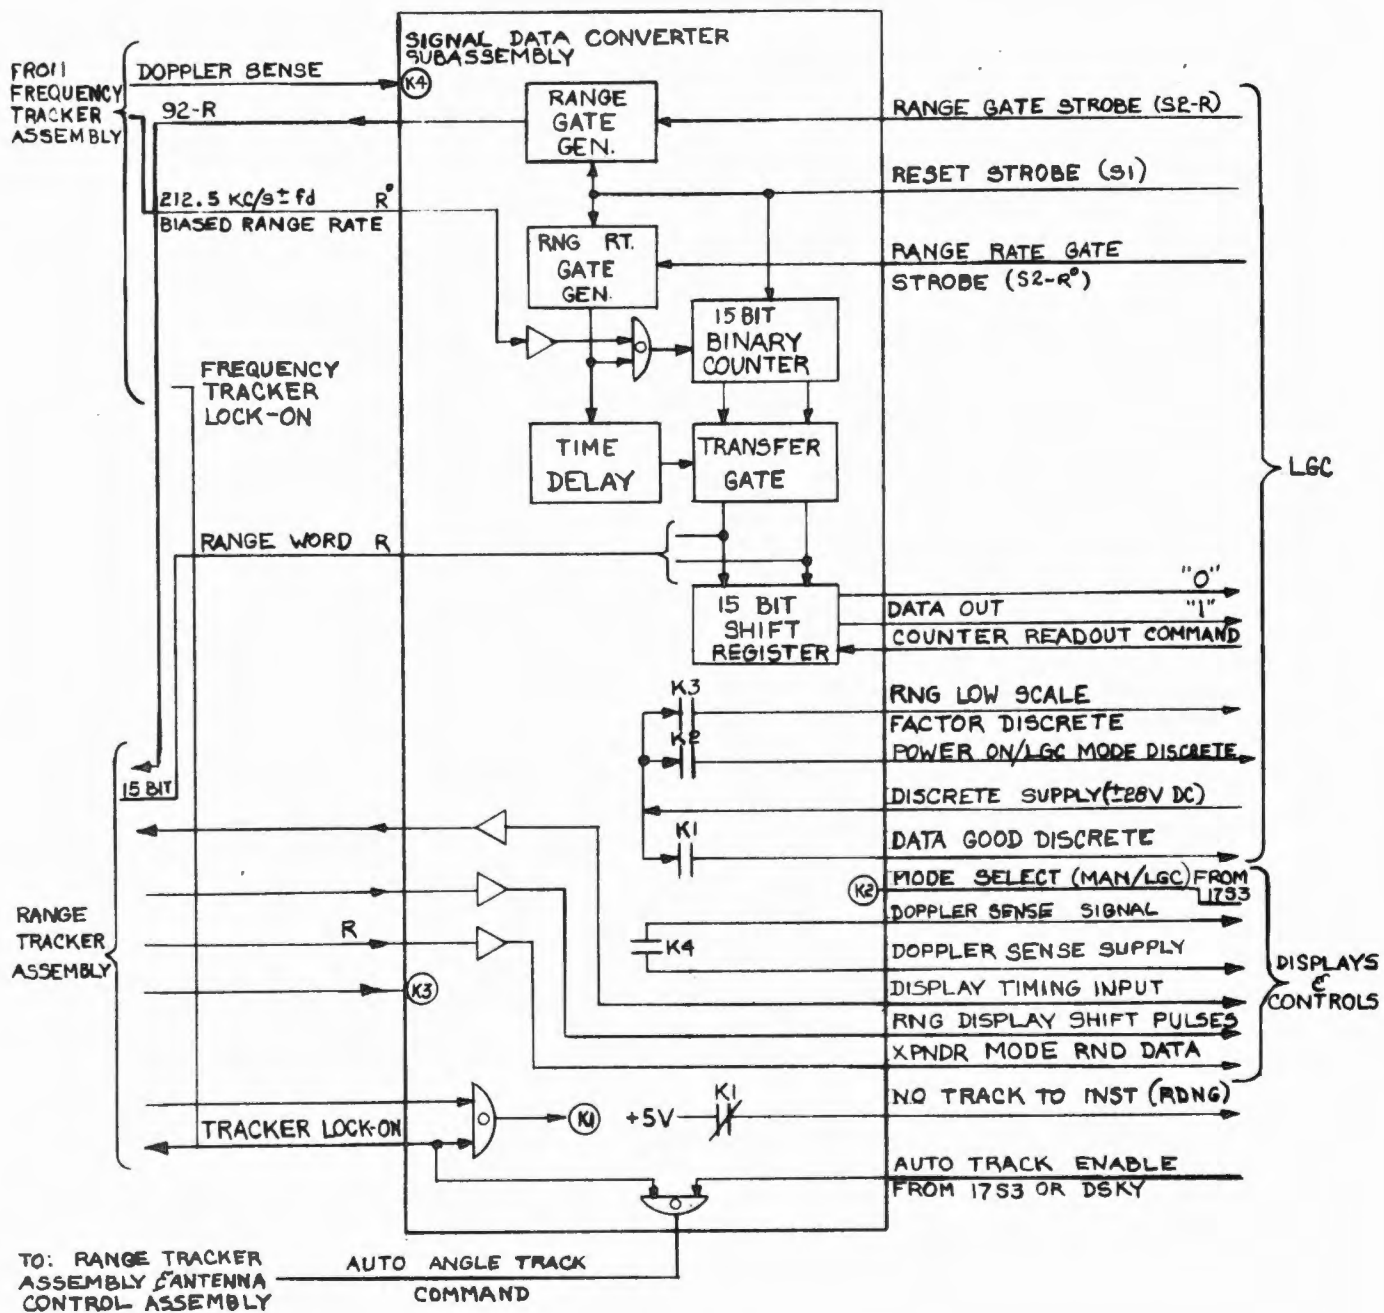 SIGNAL DATA CONVERTER
SUBASSEMBLY
FROM
FREQUENCY
TRACKER
ASSEMBLY
DOPPLER SENSE
K4
92-R
RANGE
GATE
GEN.
RANGE GATE STROBE (S2-R)
RESET STROBE (S1)
212.5 KC/S ± fd R°
BIASED RANGE RATE
RNG RT.
GATE
GEN.
RANGE RATE GATE
STROBE (S2-R°)
15 BIT
BINARY
COUNTER
FREQUENCY
TRACKER
LOCK-ON
TIME
DELAY
TRANSFER
GATE
LGC
RANGE WORD R
15 BIT
SHIFT
REGISTER
"0"
DATA OUT "1"
COUNTER READOUT COMMAND
K3
RNG LOW SCALE
FACTOR DISCRETE
K2
POWER ON/LGC MODE DISCRETE
15 BIT
DISCRETE SUPPLY (±28V DC)
K1
DATA GOOD DISCRETE
K2
MODE SELECT (MAN/LGC) FROM
17S3
DOPPLER SENSE SIGNAL
RANGE
TRACKER
ASSEMBLY
R
K4
DOPPLER SENSE SUPPLY
DISPLAYS
&
CONTROLS
K3
DISPLAY TIMING INPUT
RNG DISPLAY SHIFT PULSES
XPNDR MODE RND DATA
K1
NO TRACK TO INST (RDNG)
TRACKER LOCK-ON
K1
+5V
AUTO TRACK ENABLE
FROM 17S3 OR DSKY
TO: RANGE TRACKER
ASSEMBLY & ANTENNA
CONTROL ASSEMBLY
AUTO ANGLE TRACK
COMMAND